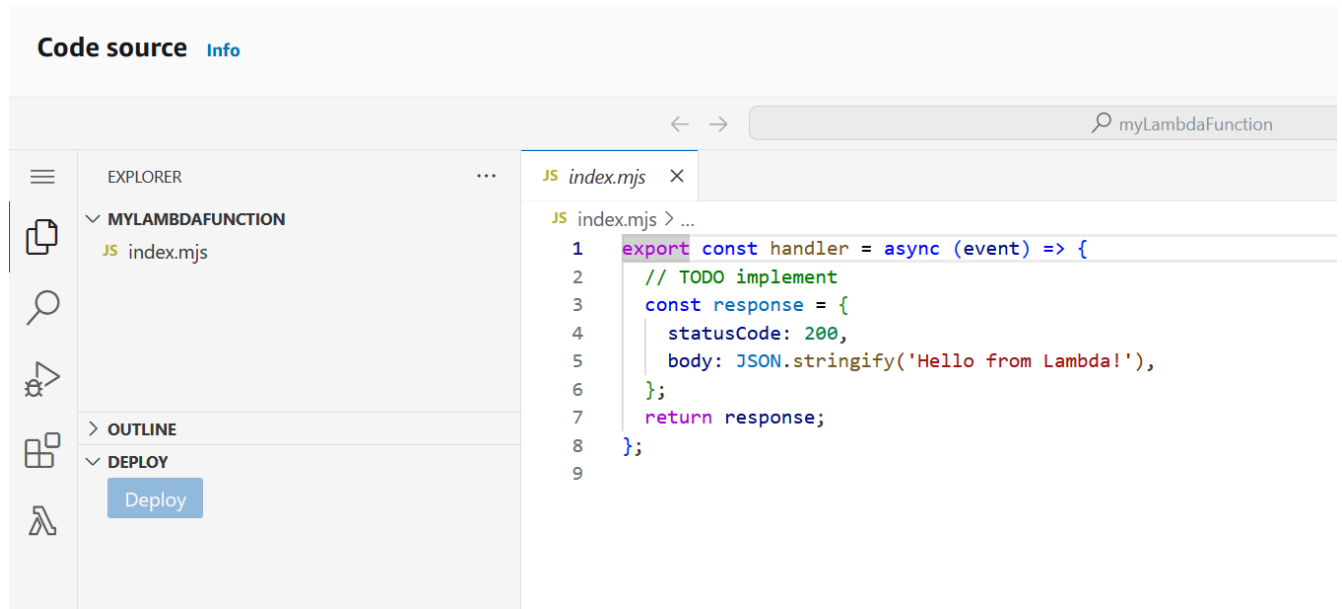 Code source Info
myLambdaFunction
EXPLORER ...
MYLAMBDAFUNCTION
JS index.mjs
OUTLINE
DEPLOY
Deploy
JS index.mjs
JS index.mjs > ...
1 export const handler = async (event) => {
2   // TODO implement
3   const response = {
4     statusCode: 200,
5     body: JSON.stringify('Hello from Lambda!'),
6   };
7   return response;
8 };
9